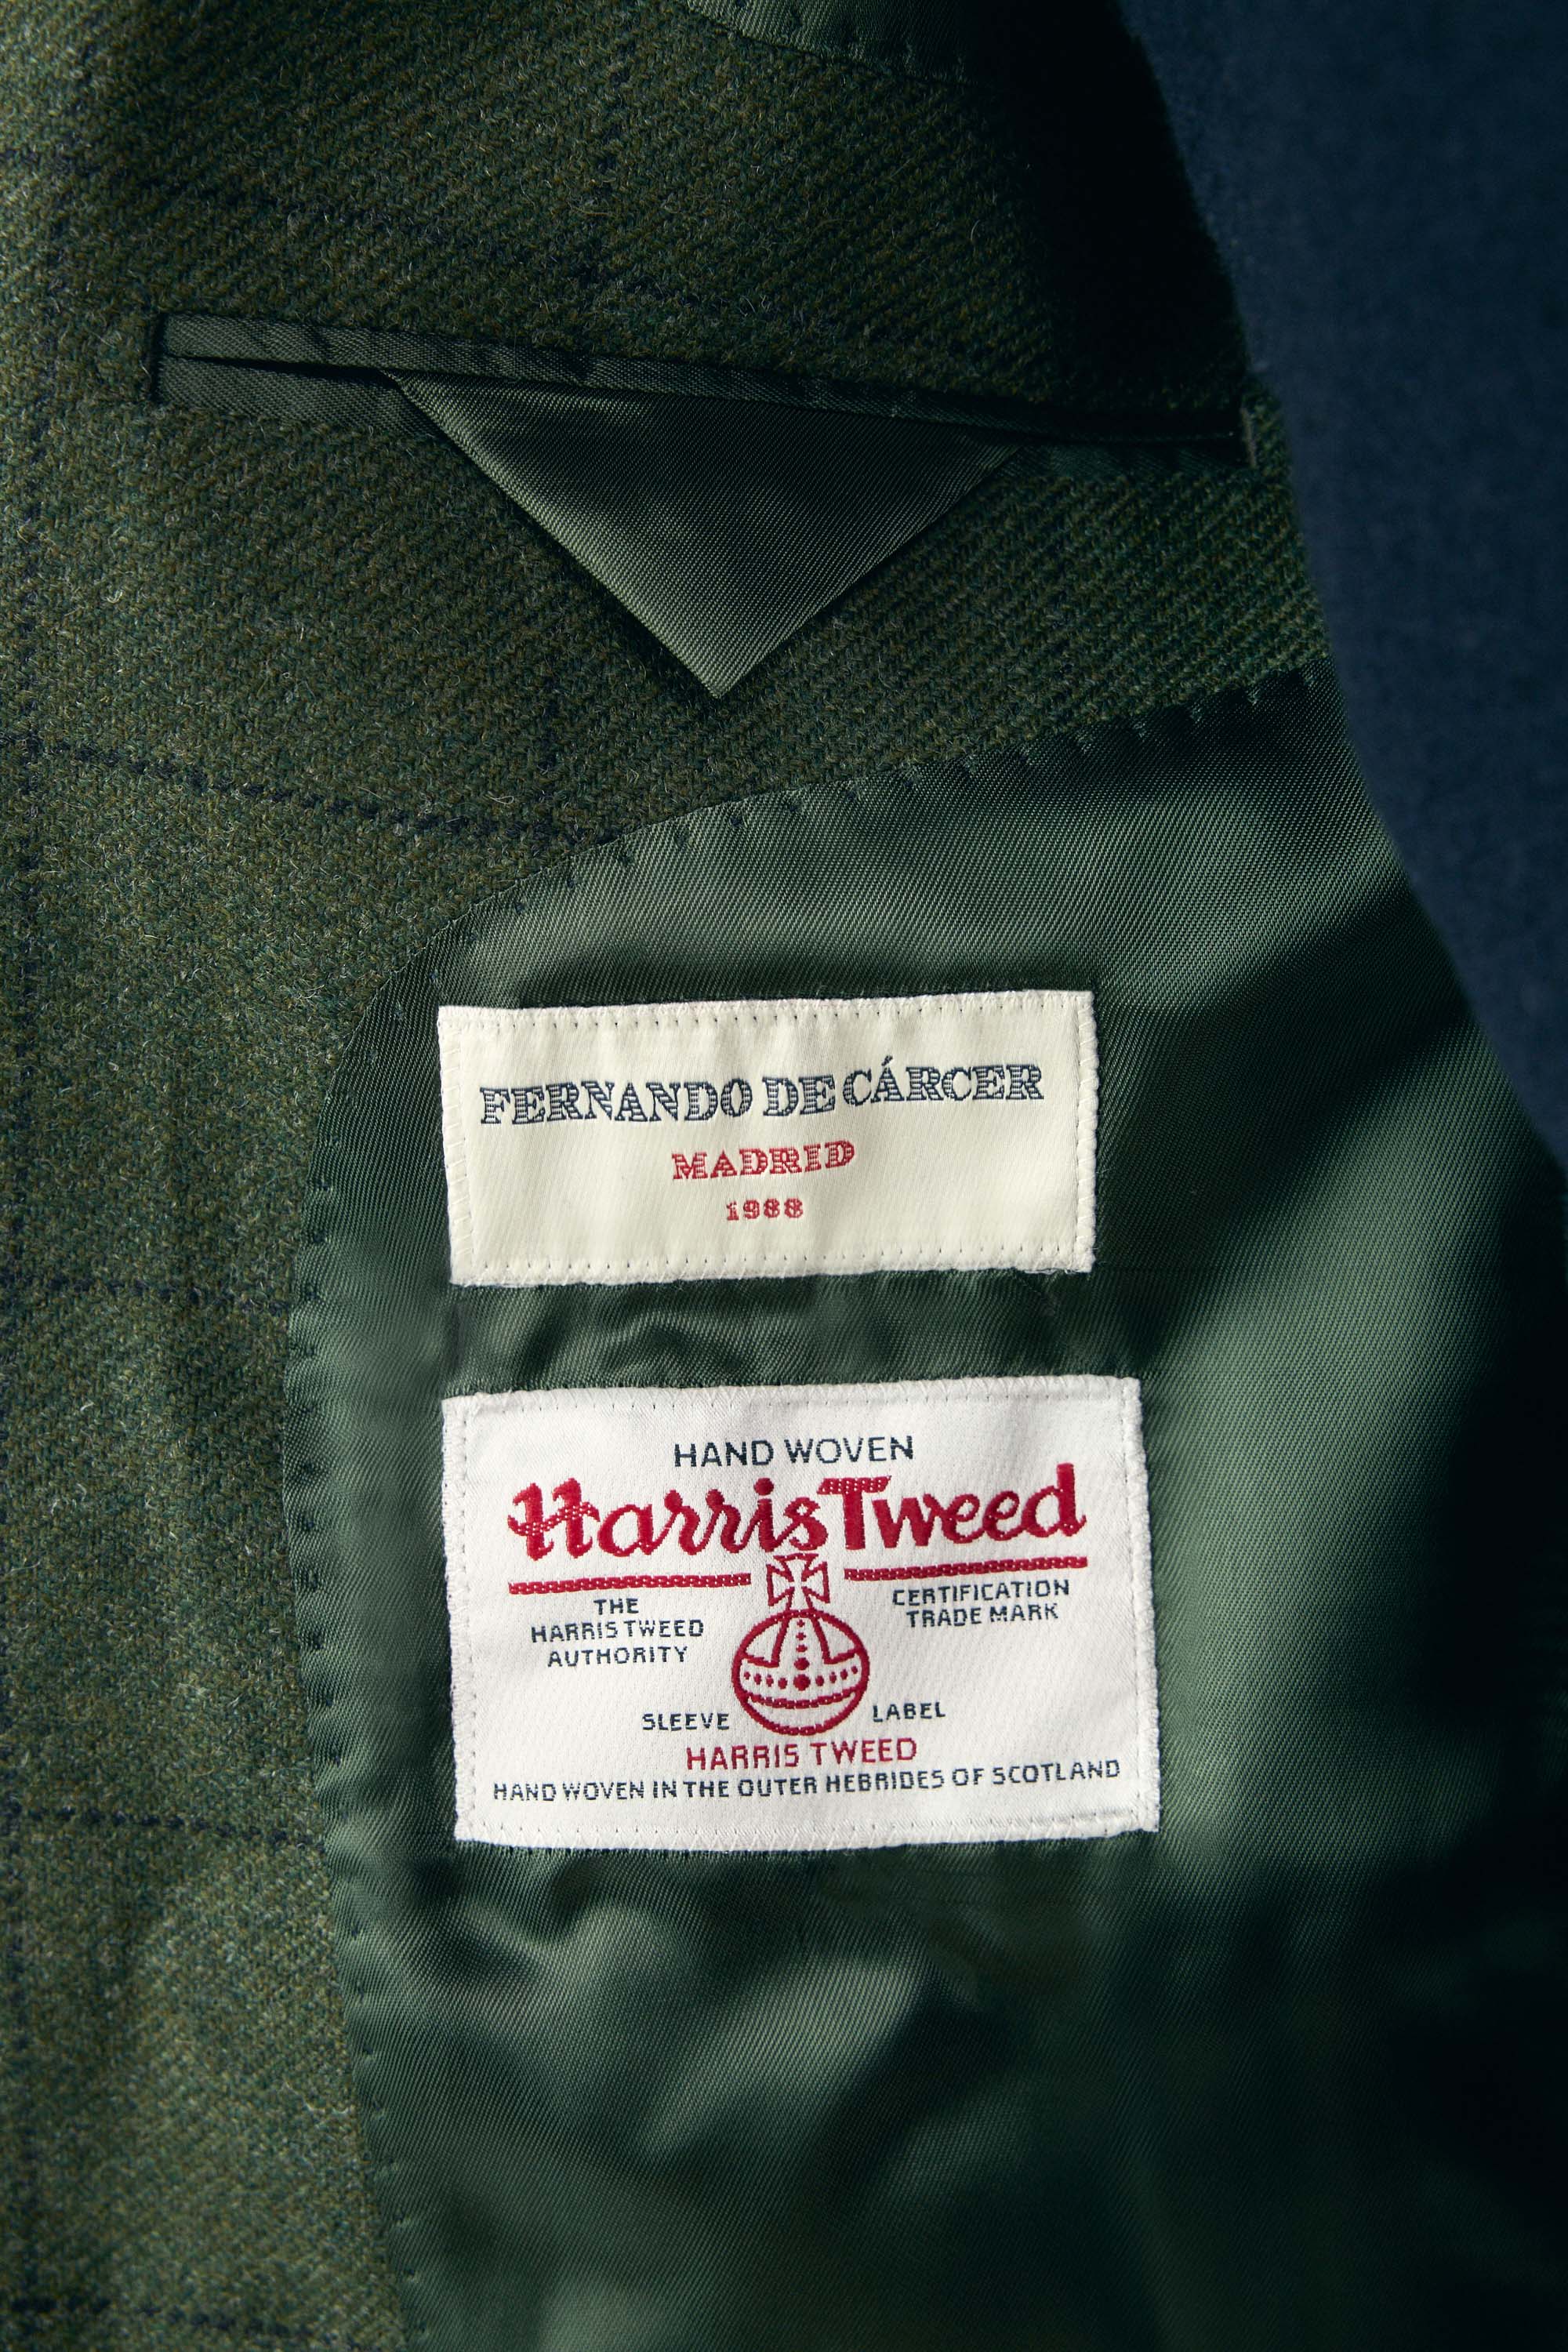 FERNANDO DE CÁRCER
MADRID
1988
HAND WOVEN
Harris Tweed
THE
HARRIS TWEED
AUTHORITY
CERTIFICATION
TRADE MARK
SLEEVE LABEL
HARRIS TWEED
HAND WOVEN IN THE OUTER HEBRIDES OF SCOTLAND